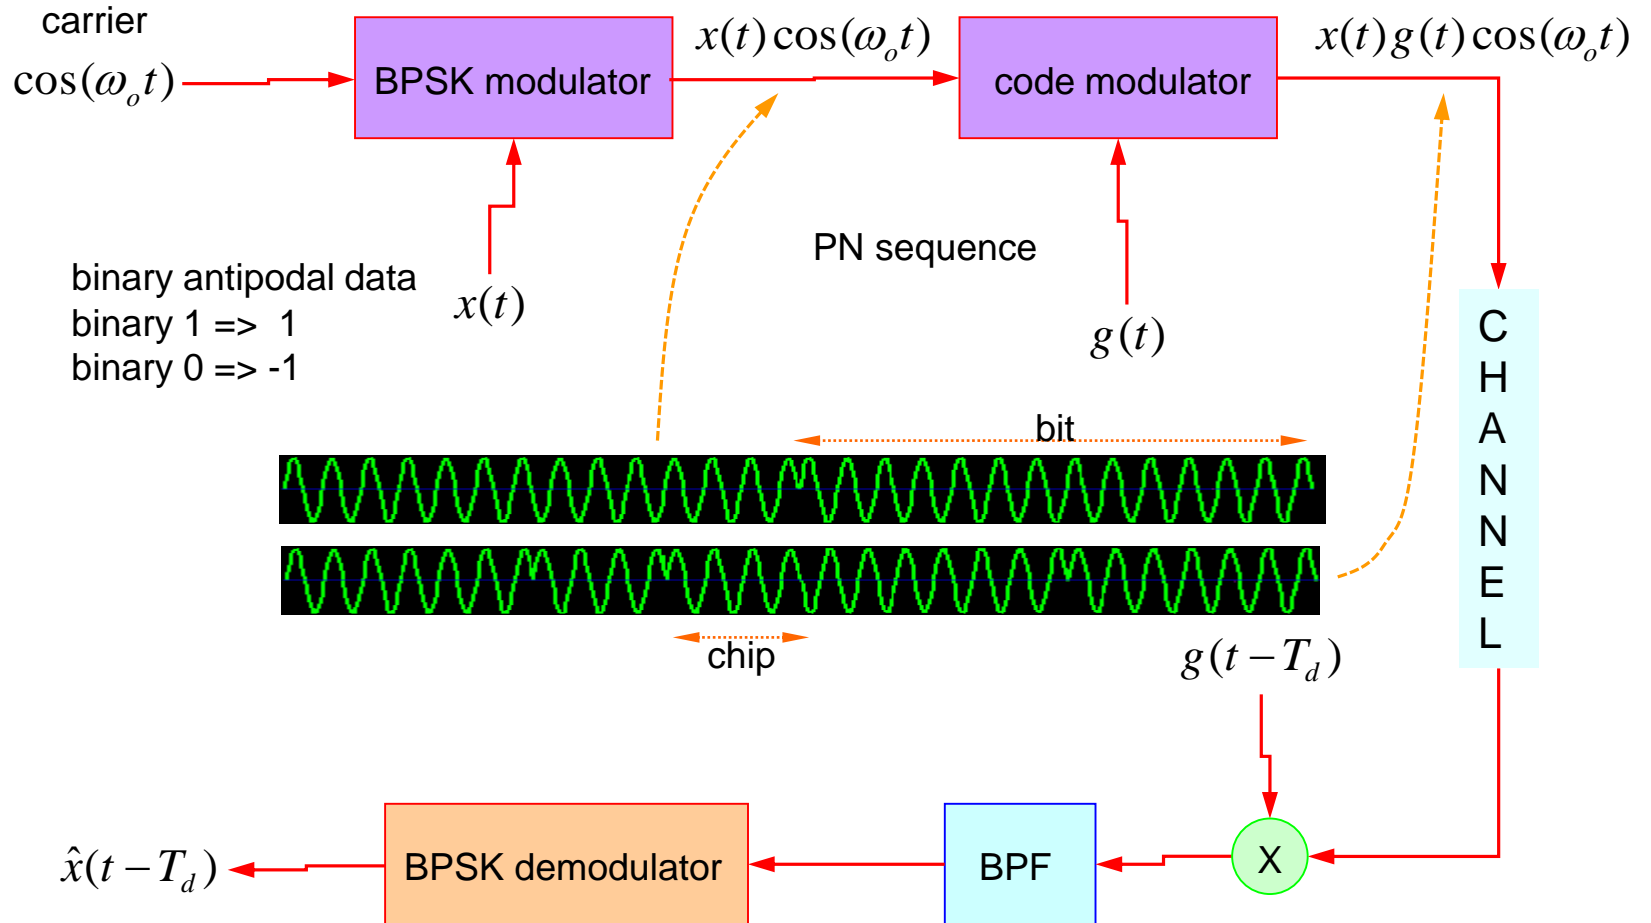 carrier
cos(ω_o t)
BPSK modulator
x(t)cos(ω_o t)
code modulator
x(t)g(t)cos(ω_o t)
binary antipodal data
binary 1 => 1
binary 0 => -1
x(t)
PN sequence
g(t)
C
H
A
N
N
E
L
bit
chip
g(t − T_d)
x̂(t − T_d)
BPSK demodulator
BPF
X